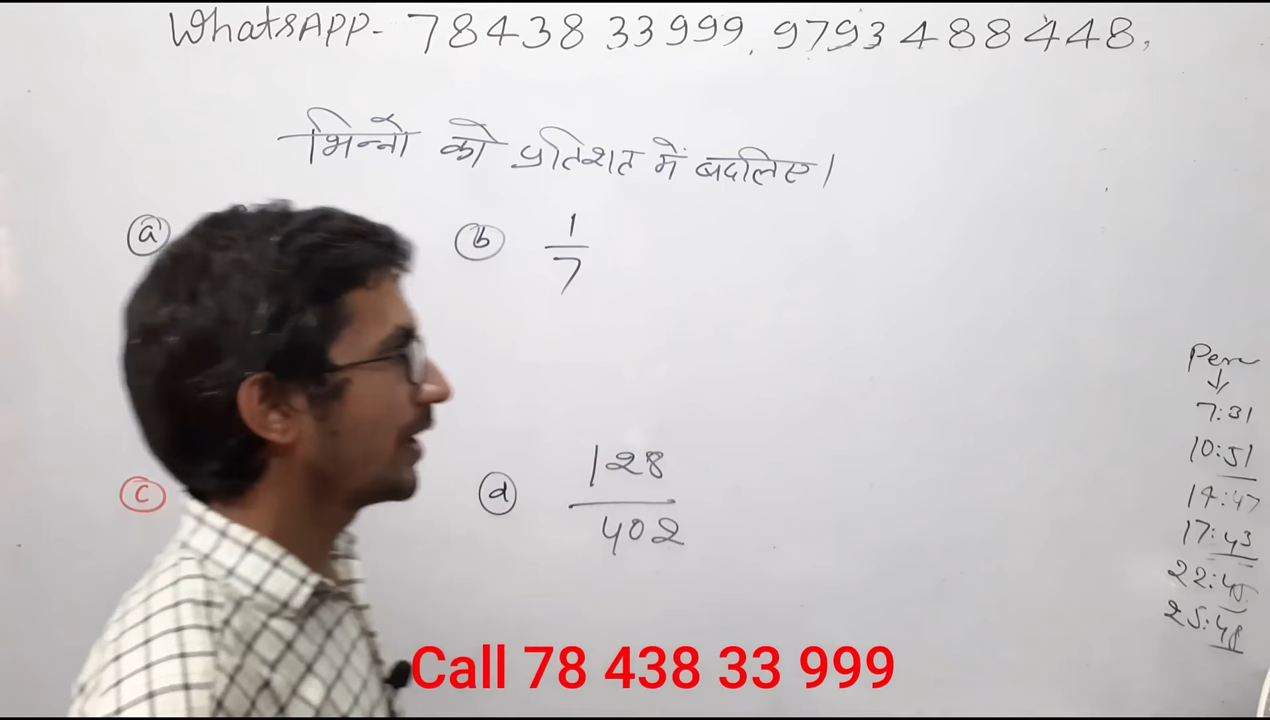 WhatsAPP- 78438 33999, 9793488448,
भिन्नो को प्रतिशत में बदलिए।
a
b 1
7
c
d 128
402
Pern
↓
7:31
10:51
14:47
17:43
22:45
25:48
Call 78 438 33 999